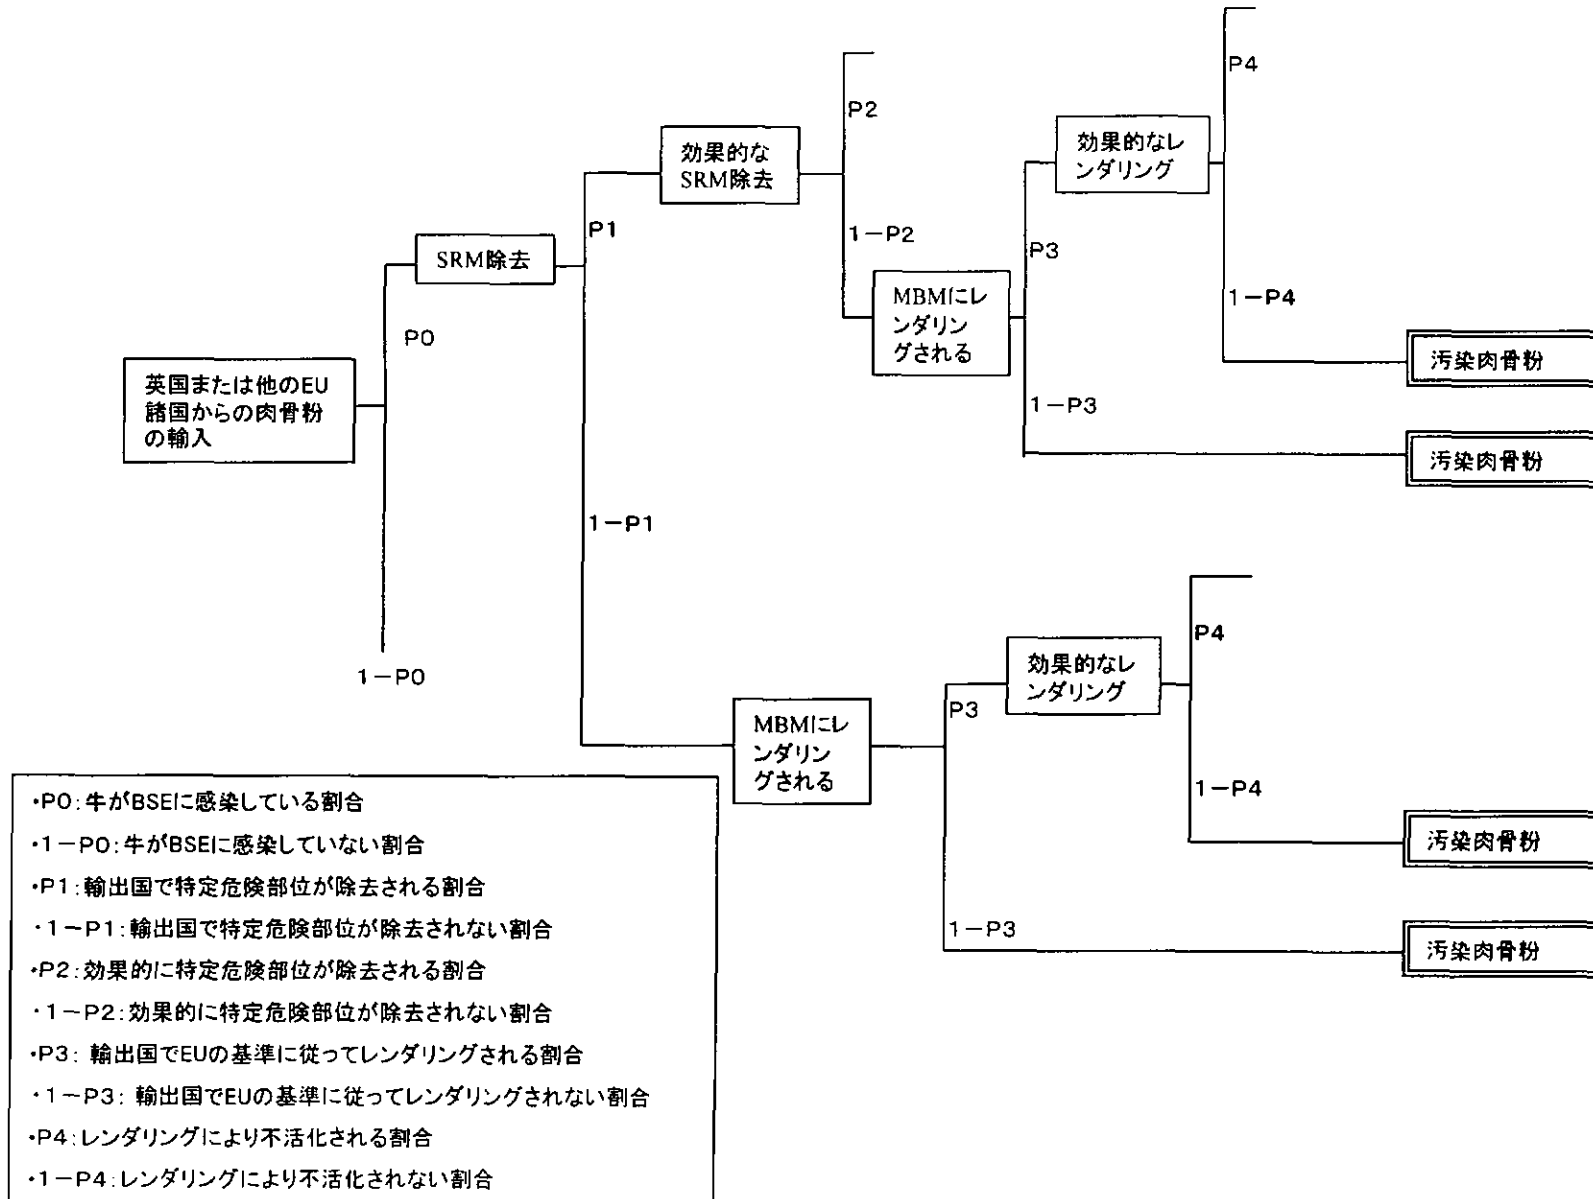 英国または他のEU
諸国からの肉骨粉
の輸入
P0
1-P0
SRM除去
P1
1-P1
効果的な
SRM除去
P2
1-P2
MBMにレ
ンダリン
グされる
P3
1-P3
効果的なレ
ンダリング
P4
1-P4
汚染肉骨粉
汚染肉骨粉
MBMにレ
ンダリン
グされる
P3
1-P3
効果的なレ
ンダリング
P4
1-P4
汚染肉骨粉
汚染肉骨粉
・P0:牛がBSEに感染している割合
・1-P0:牛がBSEに感染していない割合
・P1:輸出国で特定危険部位が除去される割合
・1-P1:輸出国で特定危険部位が除去されない割合
・P2:効果的に特定危険部位が除去される割合
・1-P2:効果的に特定危険部位が除去されない割合
・P3: 輸出国でEUの基準に従ってレンダリングされる割合
・1-P3: 輸出国でEUの基準に従ってレンダリングされない割合
・P4:レンダリングにより不活化される割合
・1-P4:レンダリングにより不活化されない割合